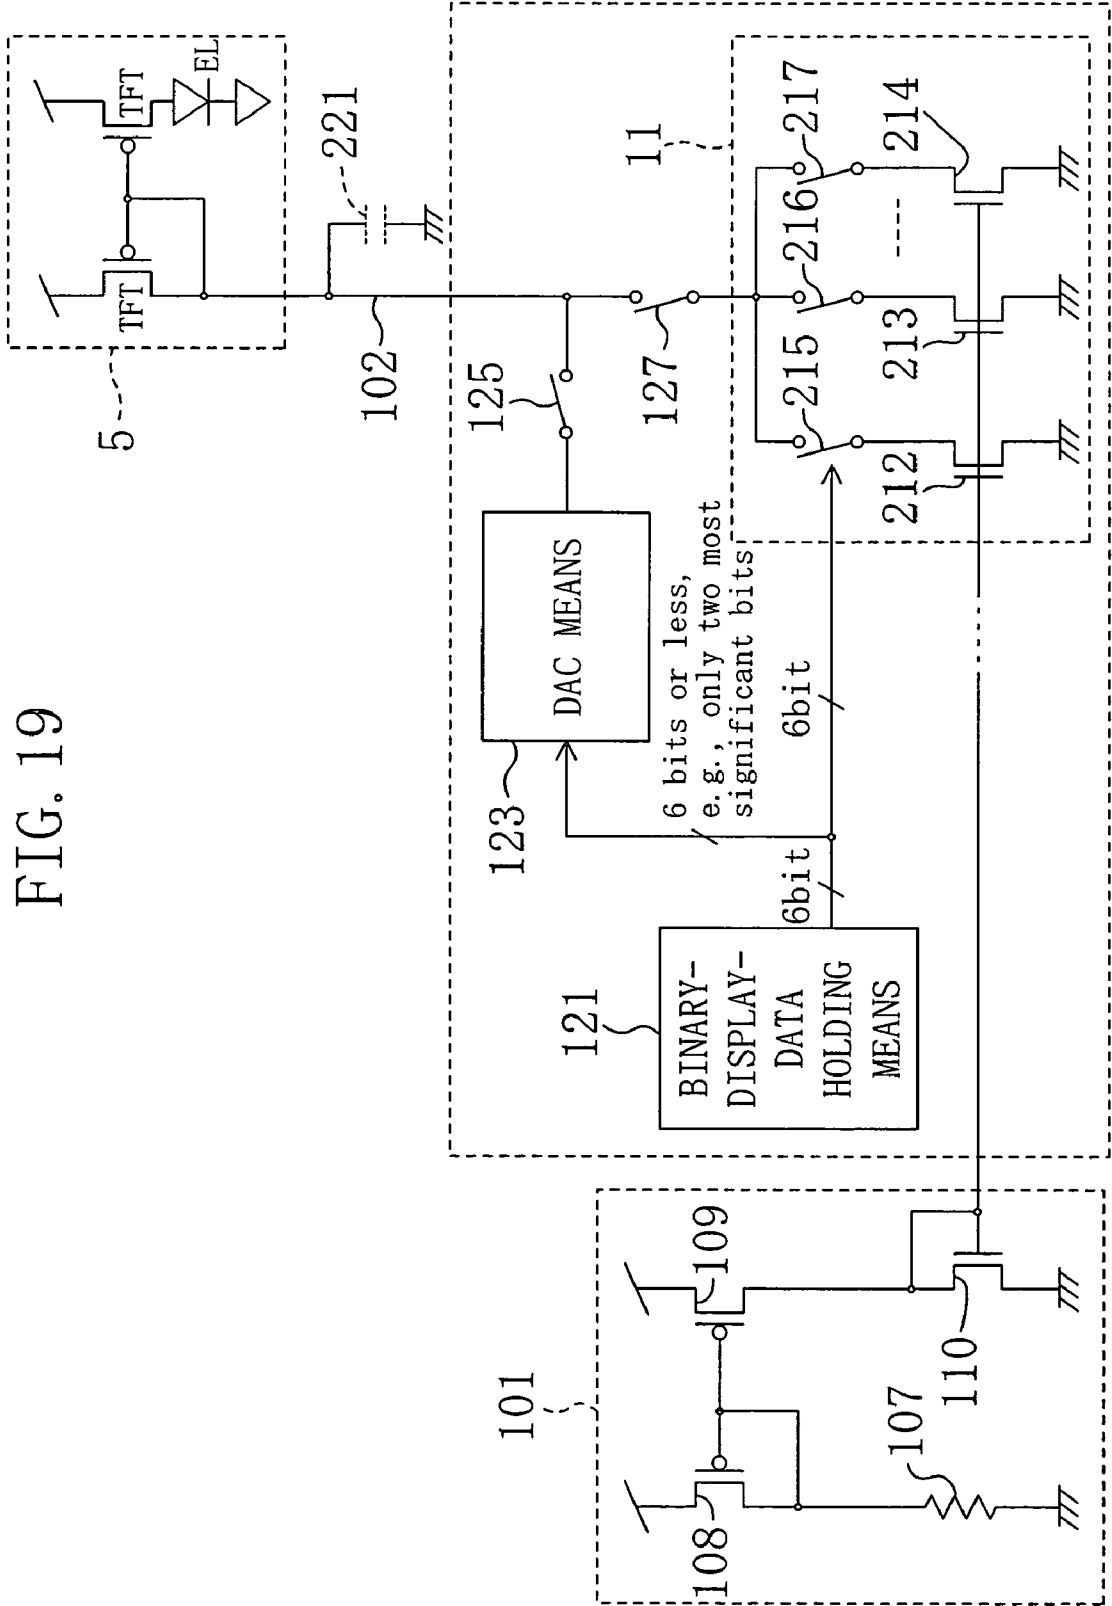 FIG. 19
5
TFT
TFT
EL
221
102
125
127
11
215
216
217
212
213
214
123
DAC MEANS
6 bits or less,
e.g., only two most
significant bits
6bit
6bit
121
BINARY-
DISPLAY-
DATA
HOLDING
MEANS
101
108
109
107
110